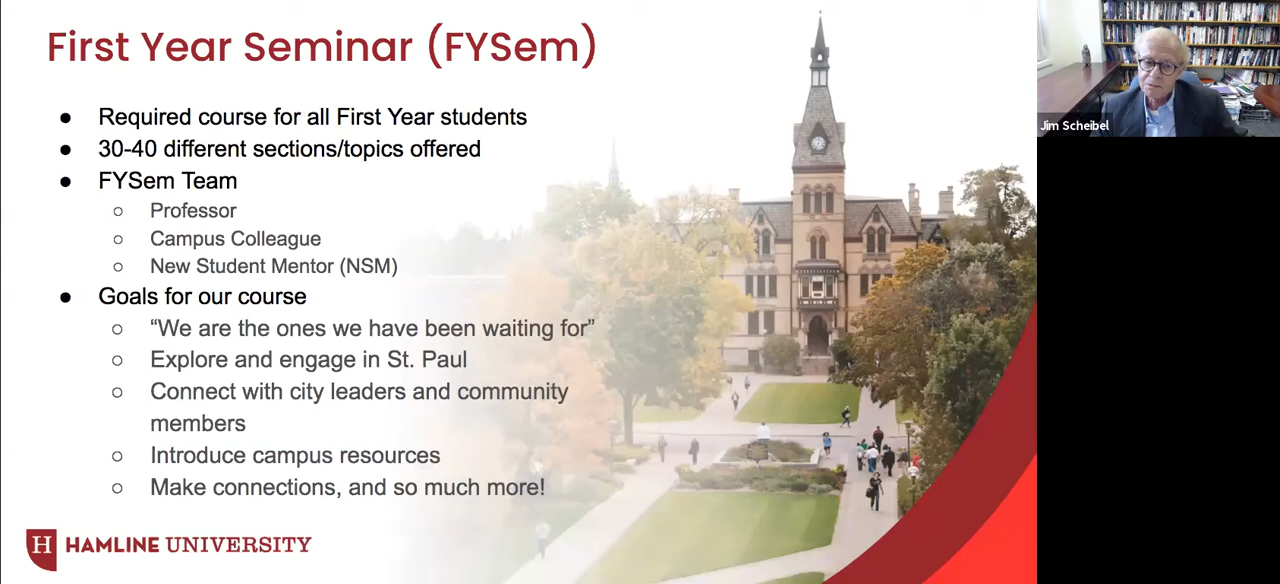 First Year Seminar (FYSem)
● Required course for all First Year students
● 30-40 different sections/topics offered
● FYSem Team
○ Professor
○ Campus Colleague
○ New Student Mentor (NSM)
● Goals for our course
○ “We are the ones we have been waiting for”
○ Explore and engage in St. Paul
○ Connect with city leaders and community
members
○ Introduce campus resources
○ Make connections, and so much more!
H HAMLINE UNIVERSITY
Jim Scheibel